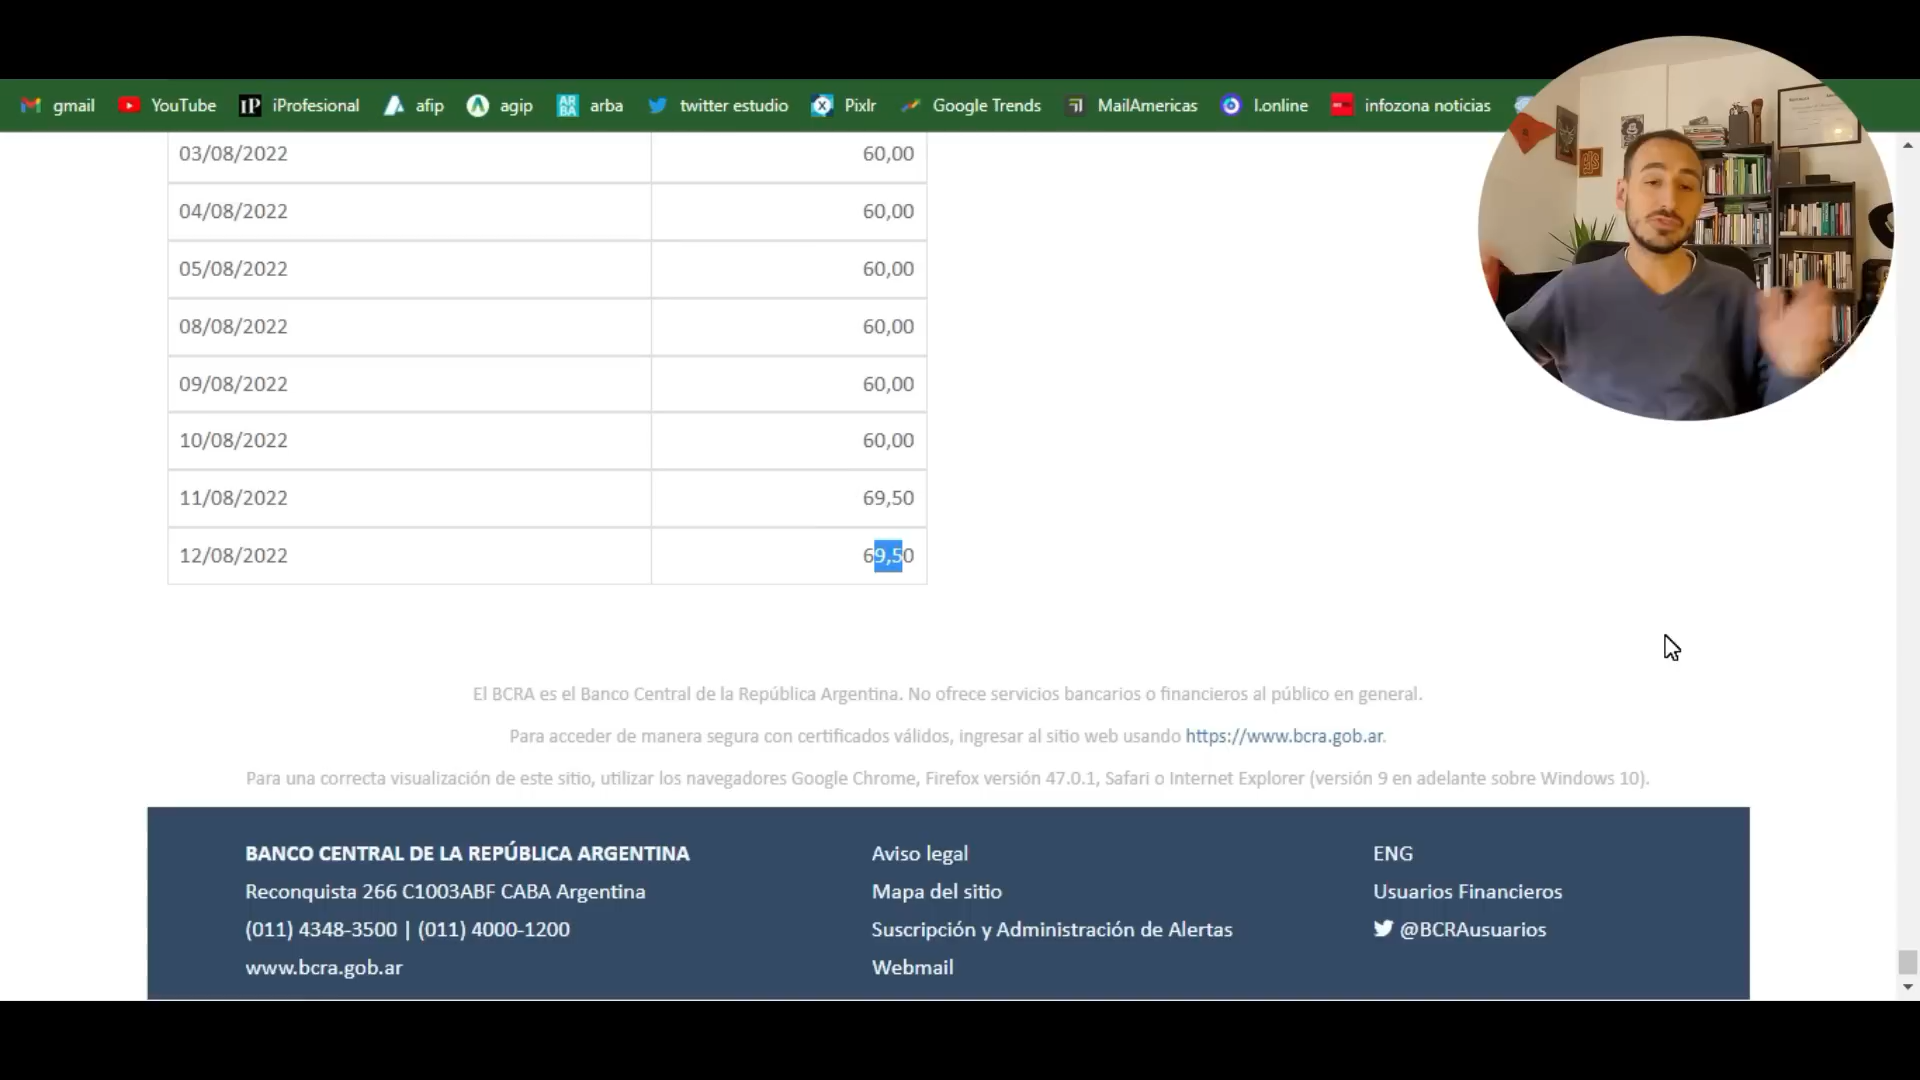 gmail YouTube iProfesional afip agip arba twitter estudio Pixlr Google Trends MailAmericas l.online infozona noticias
03/08/2022 60,00
04/08/2022 60,00
05/08/2022 60,00
08/08/2022 60,00
09/08/2022 60,00
10/08/2022 60,00
11/08/2022 69,50
12/08/2022 69,50
El BCRA es el Banco Central de la República Argentina. No ofrece servicios bancarios o financieros al público en general.
Para acceder de manera segura con certificados válidos, ingresar al sitio web usando https://www.bcra.gob.ar.
Para una correcta visualización de este sitio, utilizar los navegadores Google Chrome, Firefox versión 47.0.1, Safari o Internet Explorer (versión 9 en adelante sobre Windows 10).
BANCO CENTRAL DE LA REPÚBLICA ARGENTINA
Reconquista 266 C1003ABF CABA Argentina
(011) 4348-3500 | (011) 4000-1200
www.bcra.gob.ar
Aviso legal
Mapa del sitio
Suscripción y Administración de Alertas
Webmail
ENG
Usuarios Financieros
@BCRAusuarios